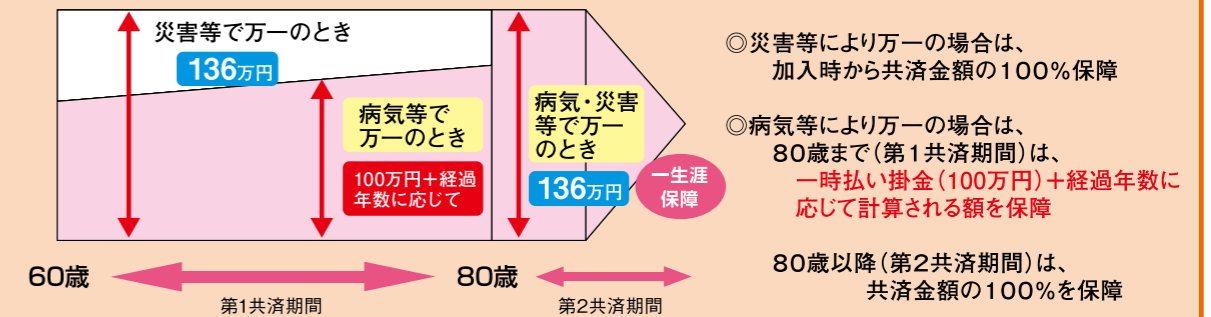 災害等で万一のとき
136万円
病気等で
万一のとき
100万円＋経過
年数に応じて
病気・災害
等で万一
のとき
136万円
一生涯
保障
60歳
80歳
第1共済期間
第2共済期間
◎災害等により万一の場合は、
加入時から共済金額の100%保障
◎病気等により万一の場合は、
80歳まで(第1共済期間)は、
一時払い掛金(100万円)＋経過年数に
応じて計算される額を保障
80歳以降(第2共済期間)は、
共済金額の100%を保障